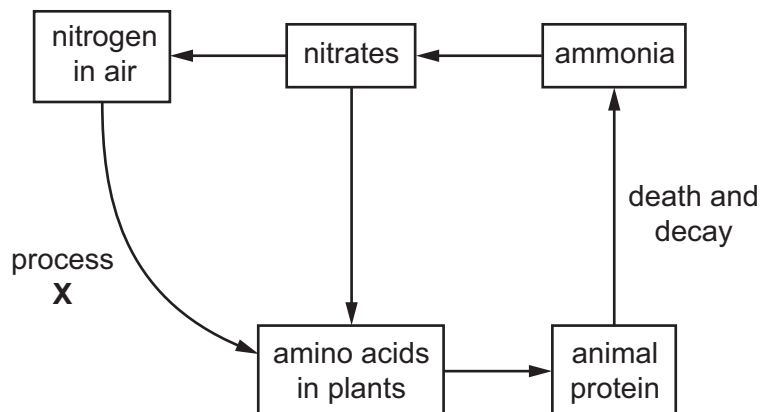 nitrogen
in air
nitrates
ammonia
death and
decay
process
X
amino acids
in plants
animal
protein